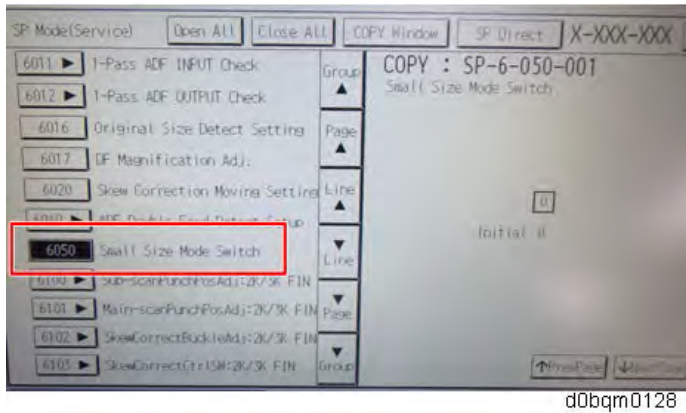 SP Mode(Service) Open All Close All COPY Window SP Direct X-XXX-XXX
6011 ► 1-Pass ADF INPUT Check
6012 ► 1-Pass ADF OUTPUT Check
6016 Original Size Detect Setting
6017 DF Magnification Adj.
6020 Skew Correction Moving Setting
ADF Double Feed Detect Setup
6050 Small Size Mode Switch
6100 ► Sub-scanPunchPosAdj:2K/3K FIN
6101 ► Main-scanPunchPosAdj:2K/3K FIN
6102 ► SkewCorrectBuckleAdj:2K/3K FIN
6103 ► SkewCorrectCtrlSW:2K/3K FIN
Group ▲
Page ▲
Line ▲
▼ Line
▼ Page
▼ Group
COPY : SP-6-050-001
Small Size Mode Switch
0
Initial 0
↑PrevPage
d0bqm0128